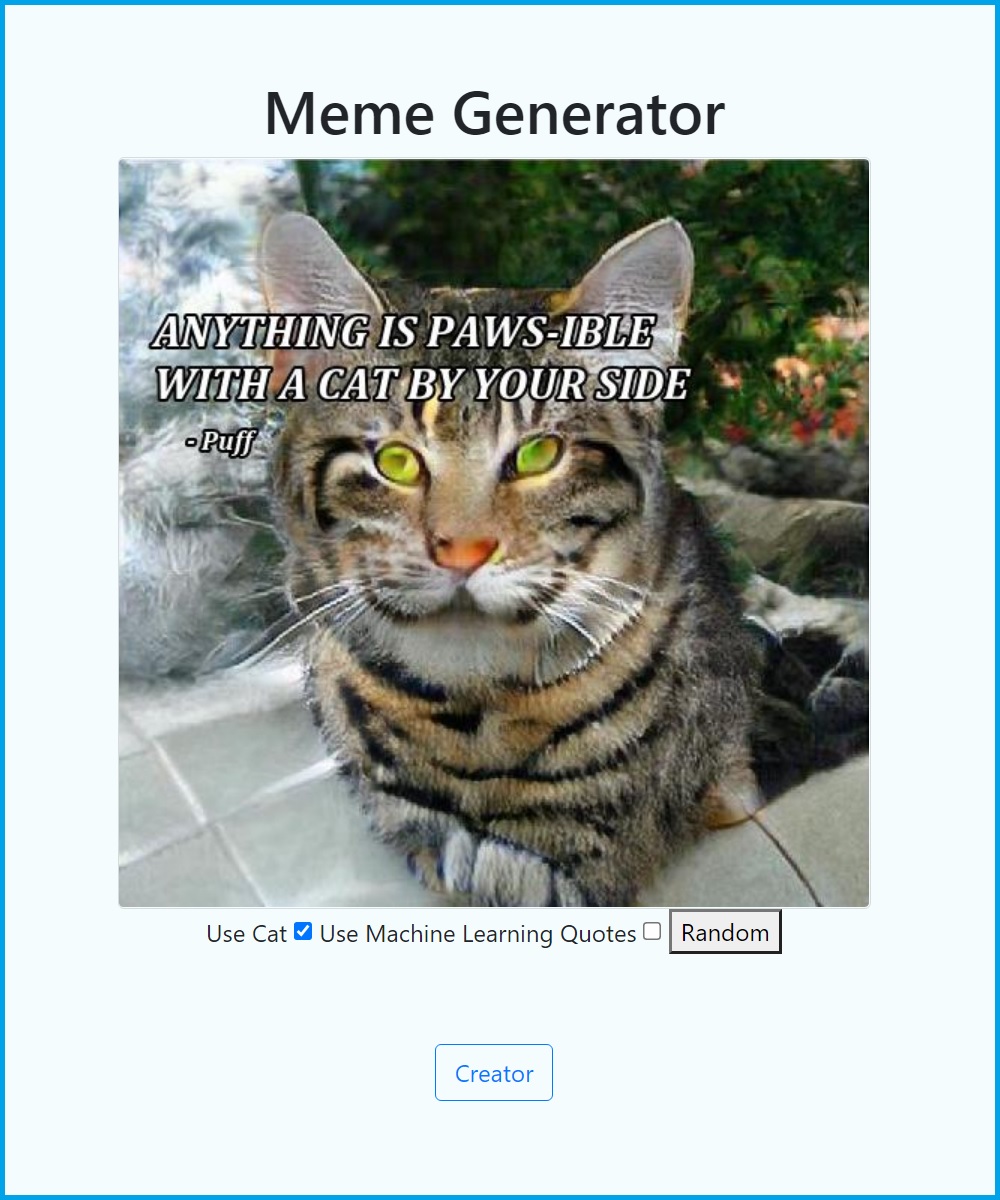 Meme Generator
ANYTHING IS PAWS-IBLE
WITH A CAT BY YOUR SIDE
- Puff
Use Cat Use Machine Learning Quotes Random
Creator